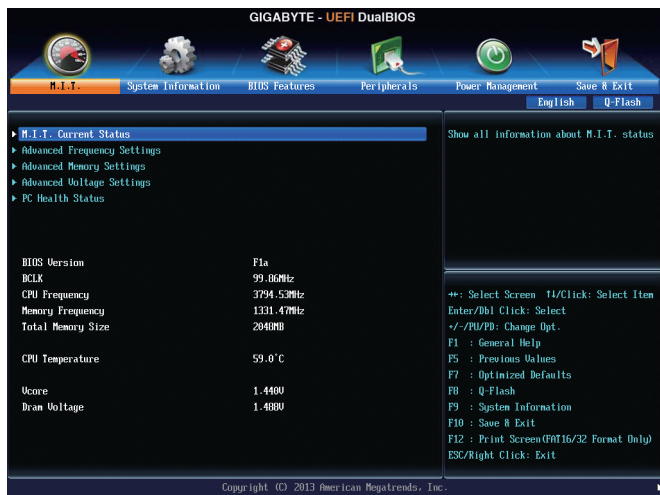 GIGABYTE - UEFI DualBIOS
M.I.T. System Information BIOS Features Peripherals Power Management Save & Exit
English Q-Flash
M.I.T. Current Status
Advanced Frequency Settings
Advanced Memory Settings
Advanced Voltage Settings
PC Health Status
BIOS Version F1a
BCLK 99.86MHz
CPU Frequency 3794.53MHz
Memory Frequency 1331.47MHz
Total Memory Size 2048MB
CPU Temperature 59.0°C
Vcore 1.440V
Dram Voltage 1.488V
Show all information about M.I.T. status
→←: Select Screen ↑↓/Click: Select Item
Enter/Dbl Click: Select
+/-/PU/PD: Change Opt.
F1 : General Help
F5 : Previous Values
F7 : Optimized Defaults
F8 : Q-Flash
F9 : System Information
F10 : Save & Exit
F12 : Print Screen(FAT16/32 Format Only)
ESC/Right Click: Exit
Copyright (C) 2013 American Megatrends, Inc.